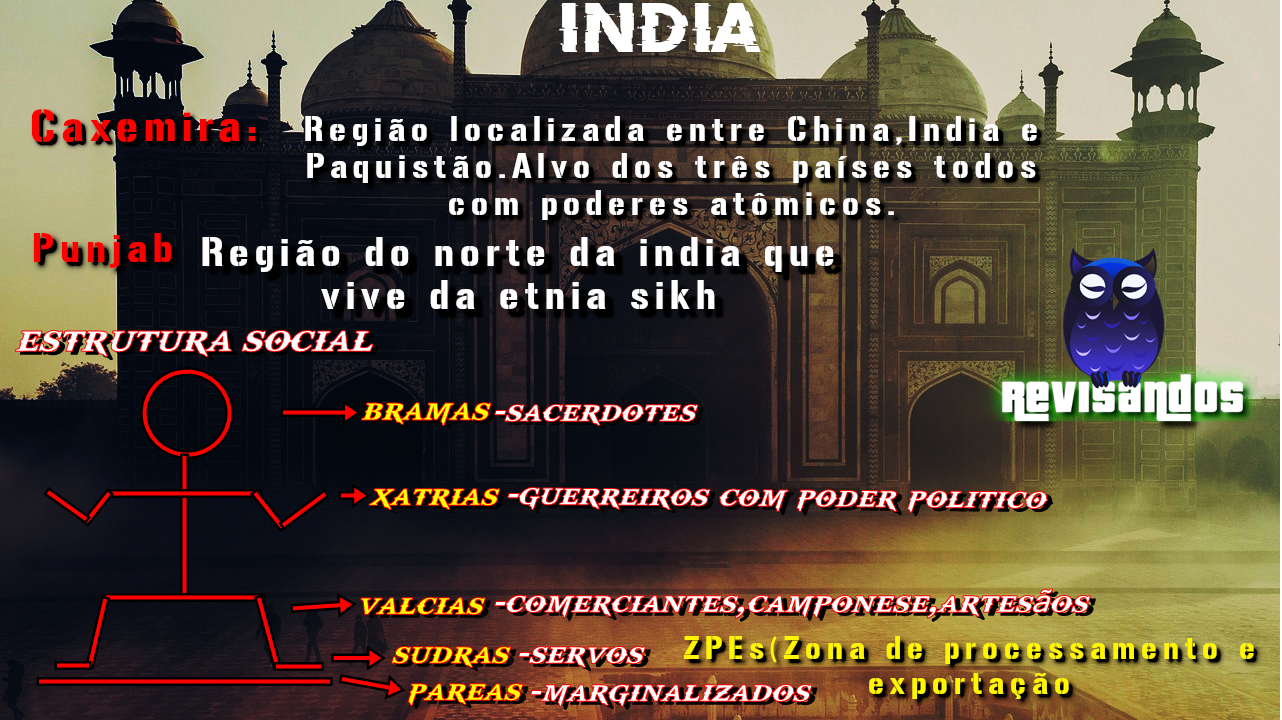 INDIA
Caxemira: Região localizada entre China,India e
Paquistão.Alvo dos três países todos
com poderes atômicos.
Punjab Região do norte da india que
vive da etnia sikh
ESTRUTURA SOCIAL
REVISANDOS
BRAMAS -SACERDOTES
XATRIAS -GUERREIROS COM PODER POLITICO
VALCIAS -COMERCIANTES,CAMPONESE,ARTESãOS
SUDRAS -SERVOS
PAREAS -MARGINALIZADOS
ZPEs(Zona de processamento e
exportação